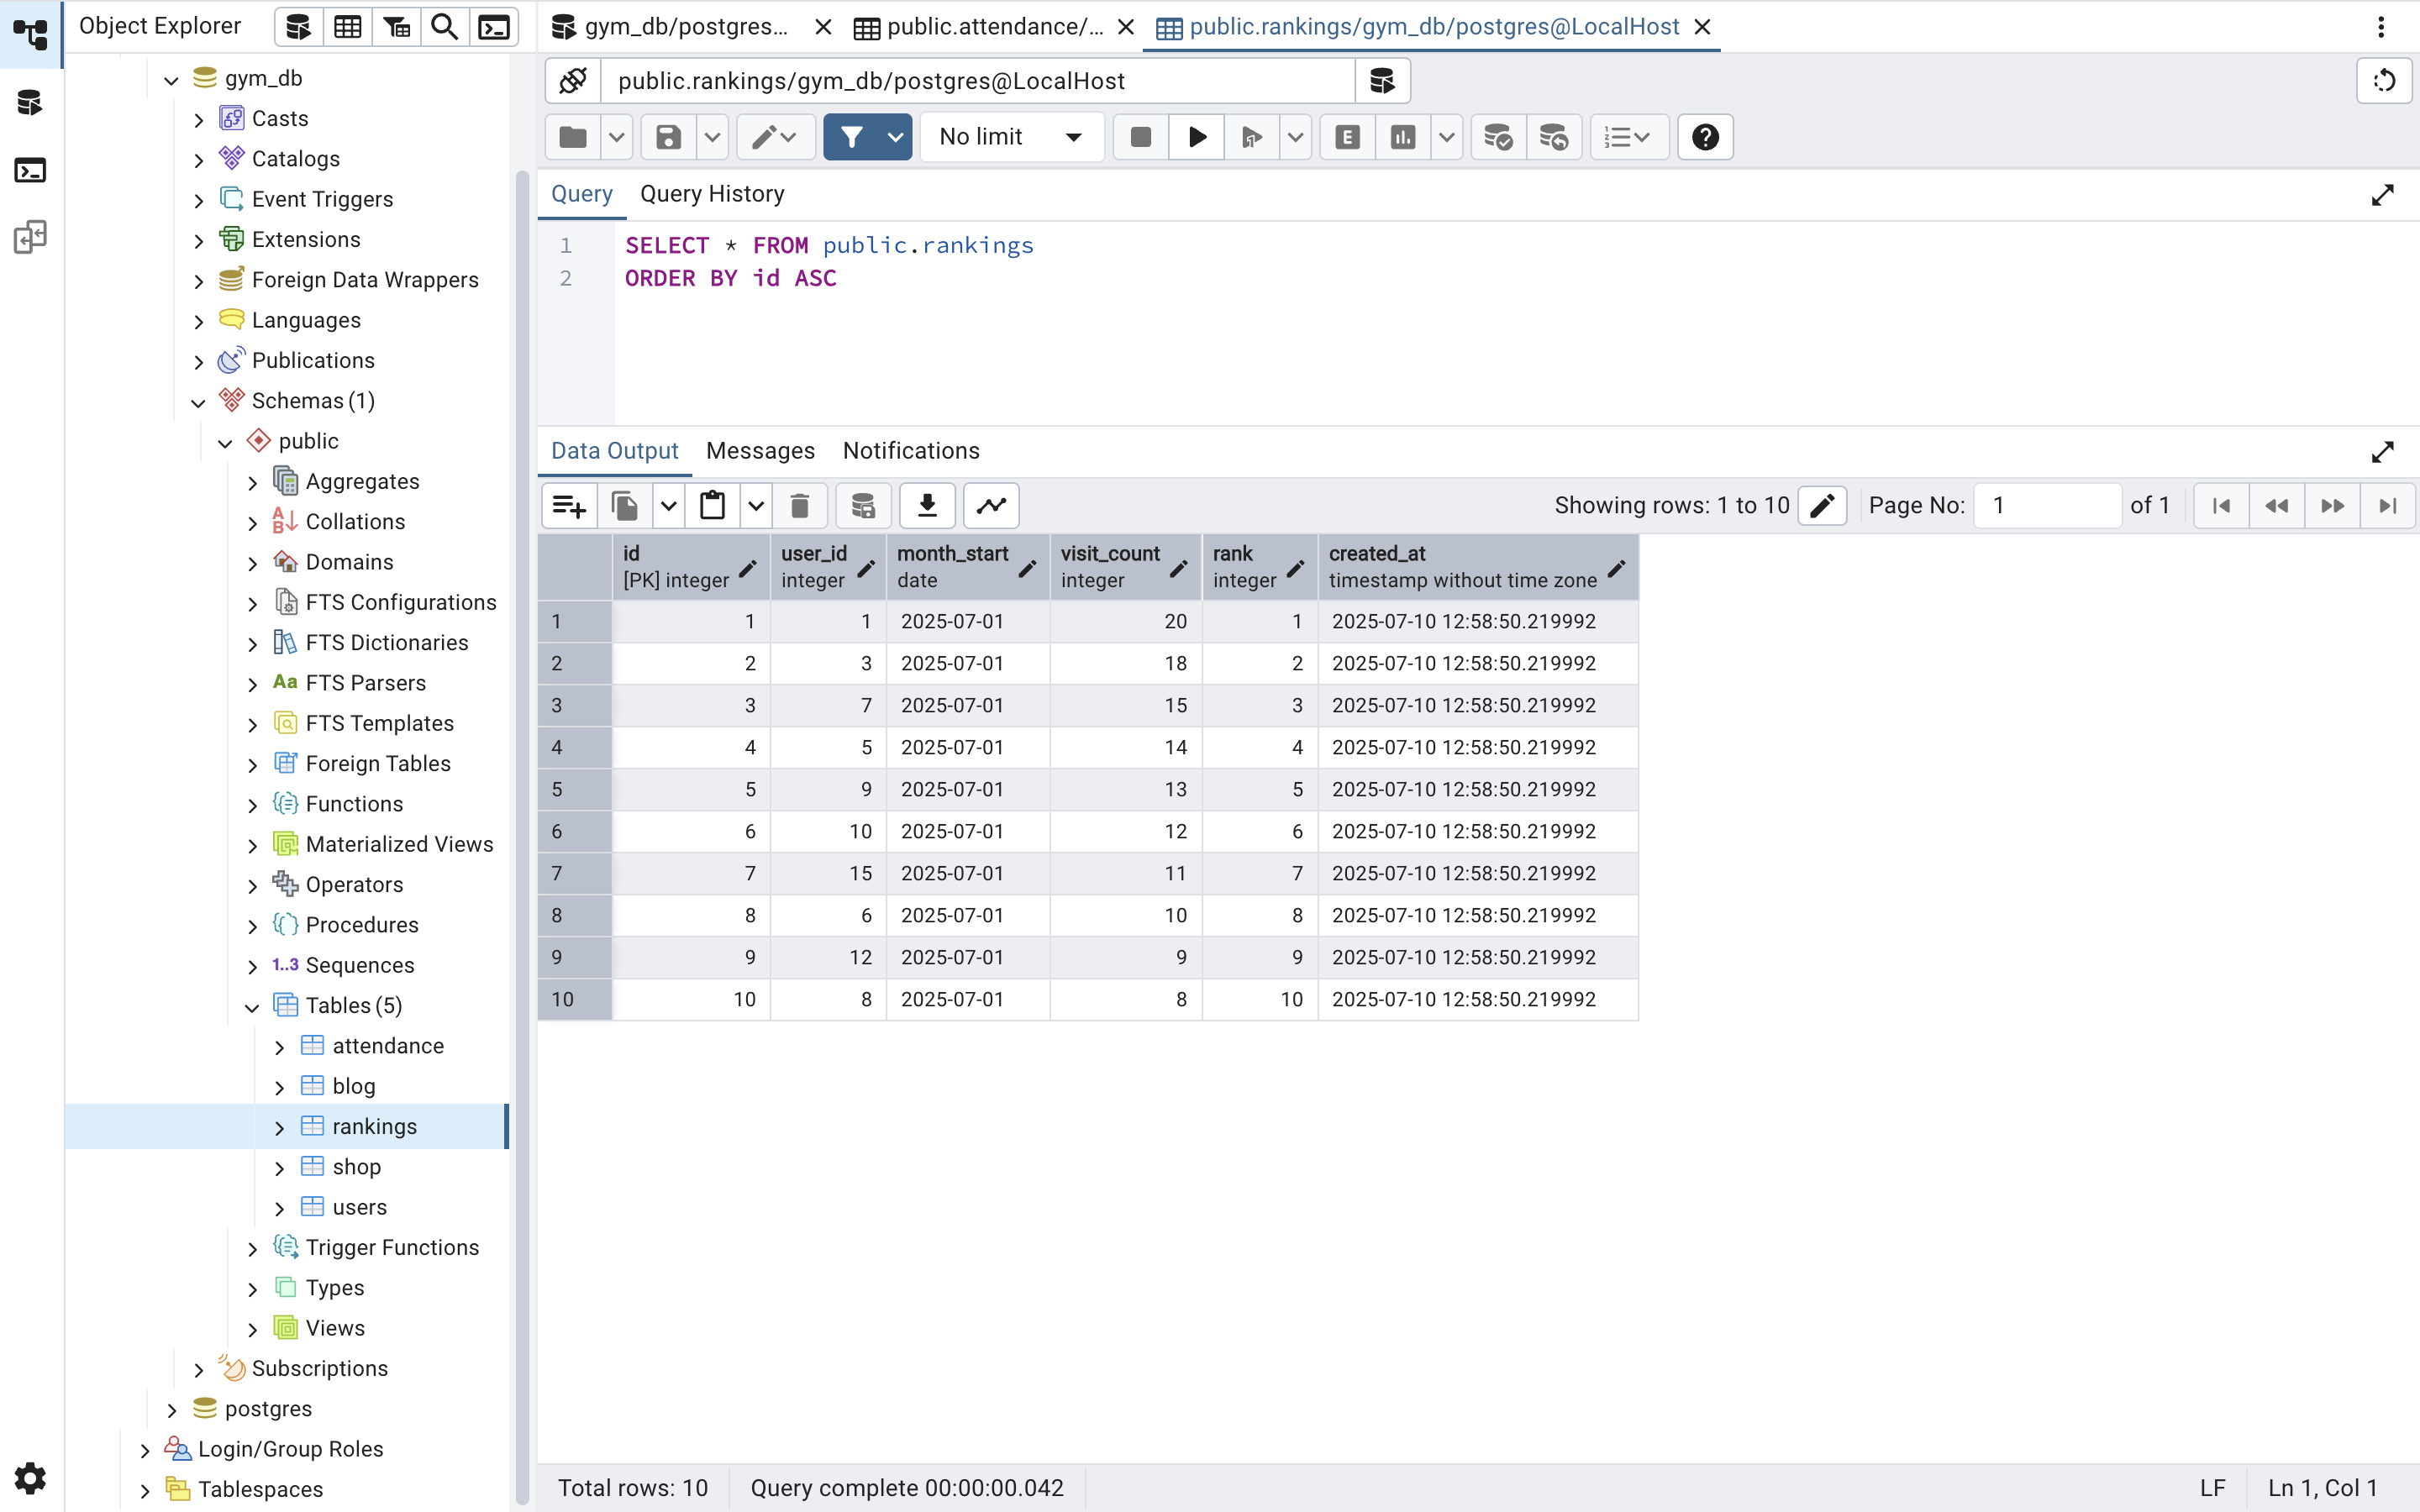 Object Explorer
gym_db
Casts
Catalogs
Event Triggers
Extensions
Foreign Data Wrappers
Languages
Publications
Schemas (1)
public
Aggregates
Collations
Domains
FTS Configurations
FTS Dictionaries
Aa FTS Parsers
FTS Templates
Foreign Tables
Functions
Materialized Views
Operators
Procedures
1..3 Sequences
Tables (5)
attendance
blog
rankings
shop
users
Trigger Functions
Types
Views
Subscriptions
postgres
Login/Group Roles
Tablespaces
gym_db/postgres... public.attendance/... public.rankings/gym_db/postgres@LocalHost
public.rankings/gym_db/postgres@LocalHost
No limit E
Query Query History
1 SELECT * FROM public.rankings
2 ORDER BY id ASC
Data Output Messages Notifications
Showing rows: 1 to 10 Page No: 1 of 1
id user_id month_start visit_count rank created_at
[PK] integer integer date integer integer timestamp without time zone
1 1 1 2025-07-01 20 1 2025-07-10 12:58:50.219992
2 2 3 2025-07-01 18 2 2025-07-10 12:58:50.219992
3 3 7 2025-07-01 15 3 2025-07-10 12:58:50.219992
4 4 5 2025-07-01 14 4 2025-07-10 12:58:50.219992
5 5 9 2025-07-01 13 5 2025-07-10 12:58:50.219992
6 6 10 2025-07-01 12 6 2025-07-10 12:58:50.219992
7 7 15 2025-07-01 11 7 2025-07-10 12:58:50.219992
8 8 6 2025-07-01 10 8 2025-07-10 12:58:50.219992
9 9 12 2025-07-01 9 9 2025-07-10 12:58:50.219992
10 10 8 2025-07-01 8 10 2025-07-10 12:58:50.219992
Total rows: 10 Query complete 00:00:00.042 LF Ln 1, Col 1